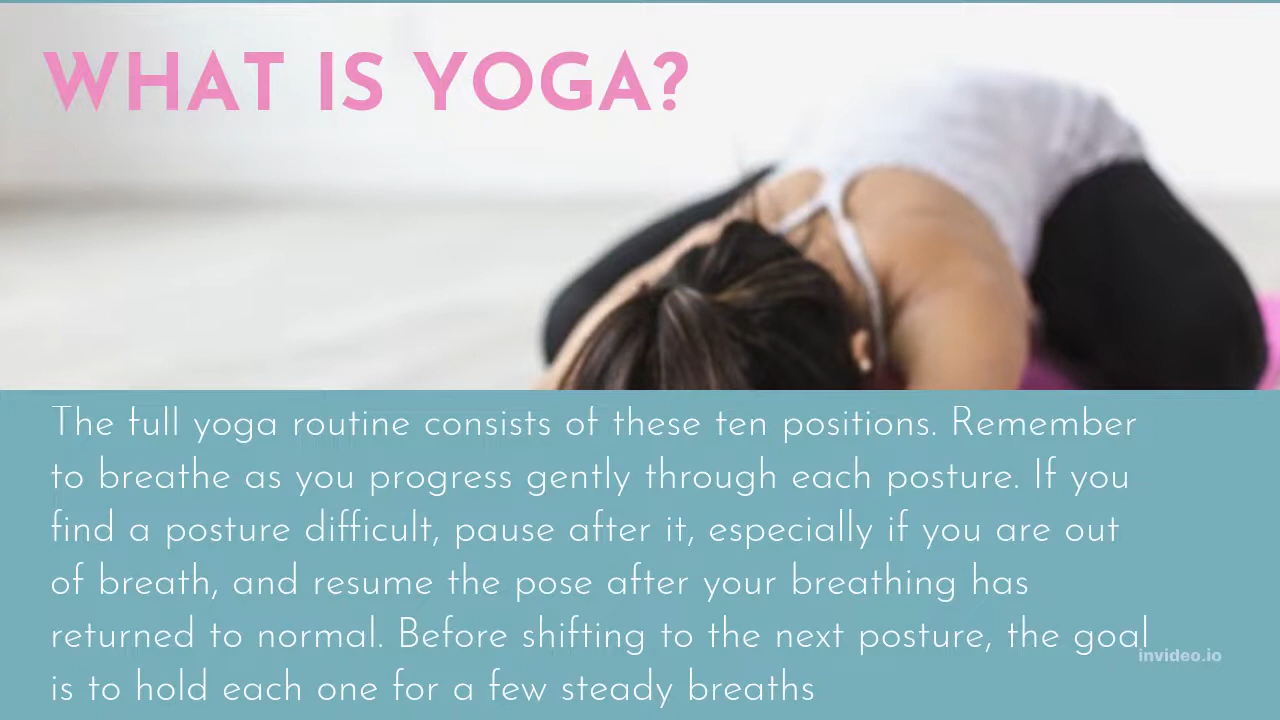 WHAT IS YOGA?
The full yoga routine consists of these ten positions. Remember
to breathe as you progress gently through each posture. If you
find a posture difficult, pause after it, especially if you are out
of breath, and resume the pose after your breathing has
returned to normal. Before shifting to the next posture, the goal
is to hold each one for a few steady breaths
invideo.io